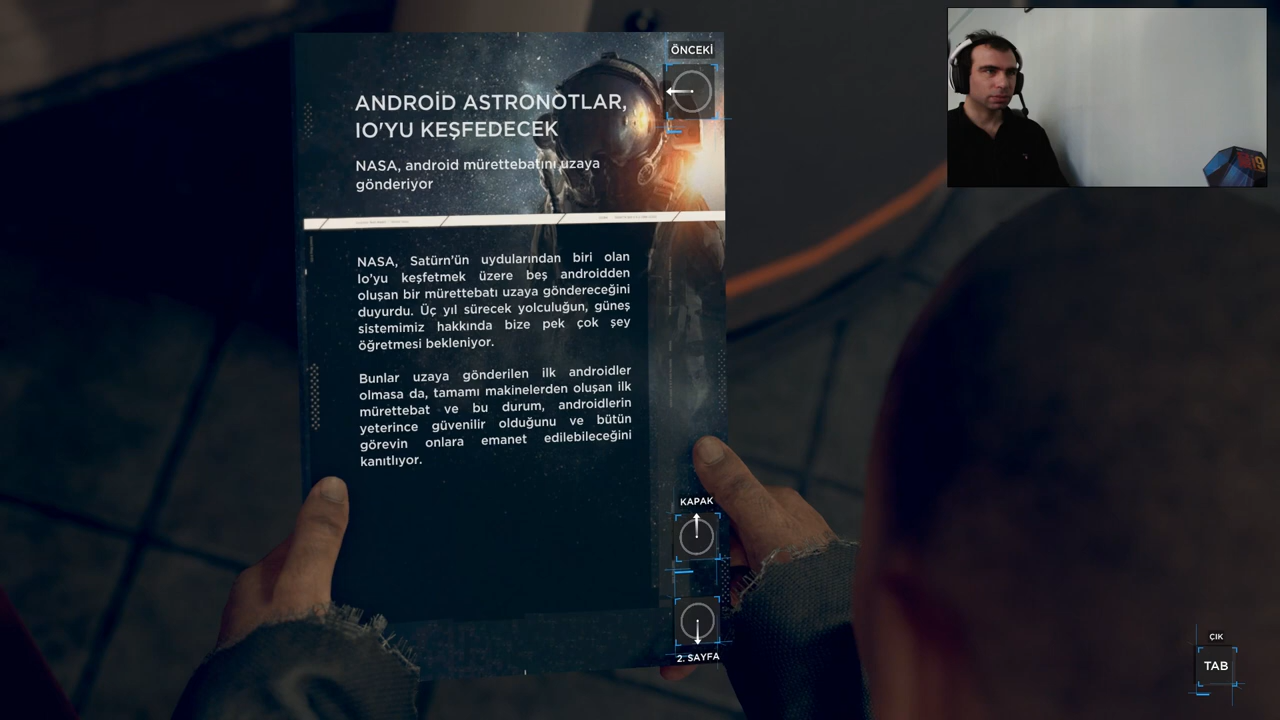 ÖNCEKİ
ANDROİD ASTRONOTLAR,
IO'YU KEŞFEDECEK
NASA, android mürettebatını uzaya
gönderiyor
NASA, Satürn'ün uydularından biri olan
Io'yu keşfetmek üzere beş androidden
oluşan bir mürettebatı uzaya göndereceğini
duyurdu. Üç yıl sürecek yolculuğun, güneş
sistemimiz hakkında bize pek çok şey
öğretmesi bekleniyor.
Bunlar uzaya gönderilen ilk androidler
olmasa da, tamamı makinelerden oluşan ilk
mürettebat ve bu durum, androidlerin
yeterince güvenilir olduğunu ve bütün
görevin onlara emanet edilebileceğini
kanıtlıyor.
KAPAK
2. SAYFA
ÇIK
TAB